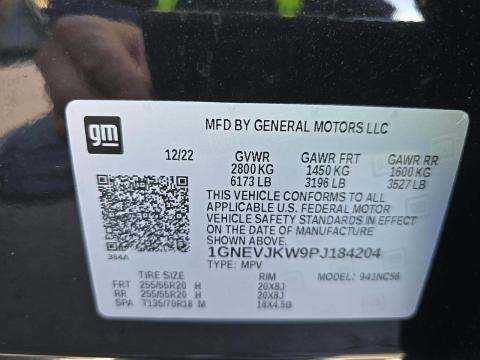 gm
MFD BY GENERAL MOTORS LLC
12/22 GVWR GAWR FRT GAWR RR
2800 KG 1450 KG 1600 KG
6173 LB 3196 LB 3527 LB
THIS VEHICLE CONFORMS TO ALL
APPLICABLE U.S. FEDERAL MOTOR
VEHICLE SAFETY STANDARDS IN EFFECT
ON THE DATE OF MANUFACTURE
SHOWN ABOVE.
384A 1GNEVJKW9PJ184204
TYPE: MPV
TIRE SIZE RIM 941NC56
FRT 255/55R20 H 20X8J
RR 255/55R20 H 20X8J
SPA T135/70R18 M 18X4.5B